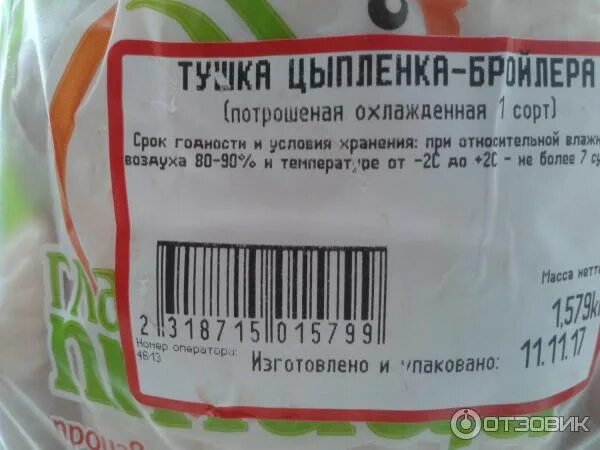 ТУШКА ЦЫПЛЕНКА-БРОЙЛЕРА
(потрошеная охлажденная 1 сорт)
Срок годности и условия хранения: при относительной
воздуха 80-90% и температуре от -2С до +2С - не более 7
Масса нетто
1,579
2 318715 015799
Номер оператора:
4613
Изготовлено и упаковано:
11.11.17
ОТЗОВИК